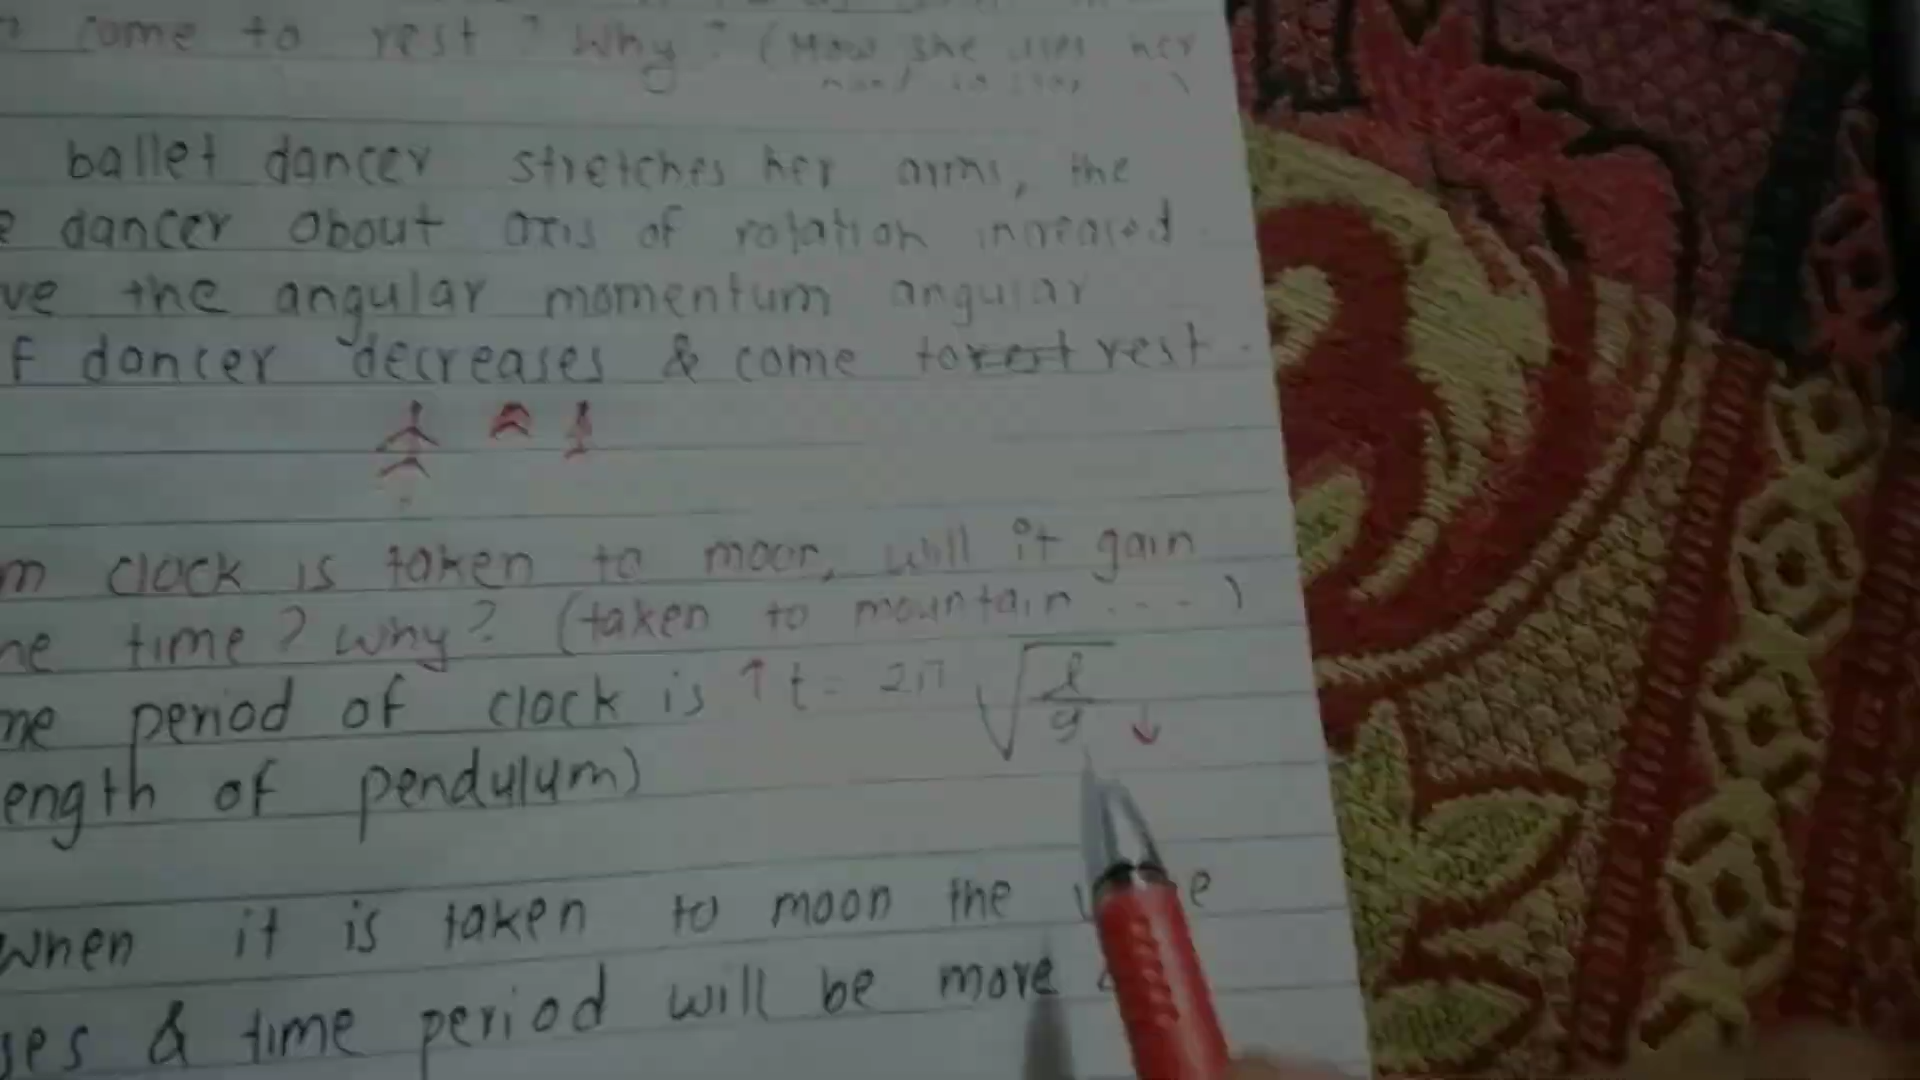 come to rest ? Why ? (How she uses her
ballet dancer stretches her arms, the
e dancer about axis of rotation increased
ve the angular momentum angular
f dancer decreases & come to rest rest.
m clock is taken to moon, will it gain
me time ? Why ? (taken to mountain ....)
me period of clock is ↑ t = 2π √(l/g) ↓
ength of pendulum)
When it is taken to moon the
ses & time period will be more